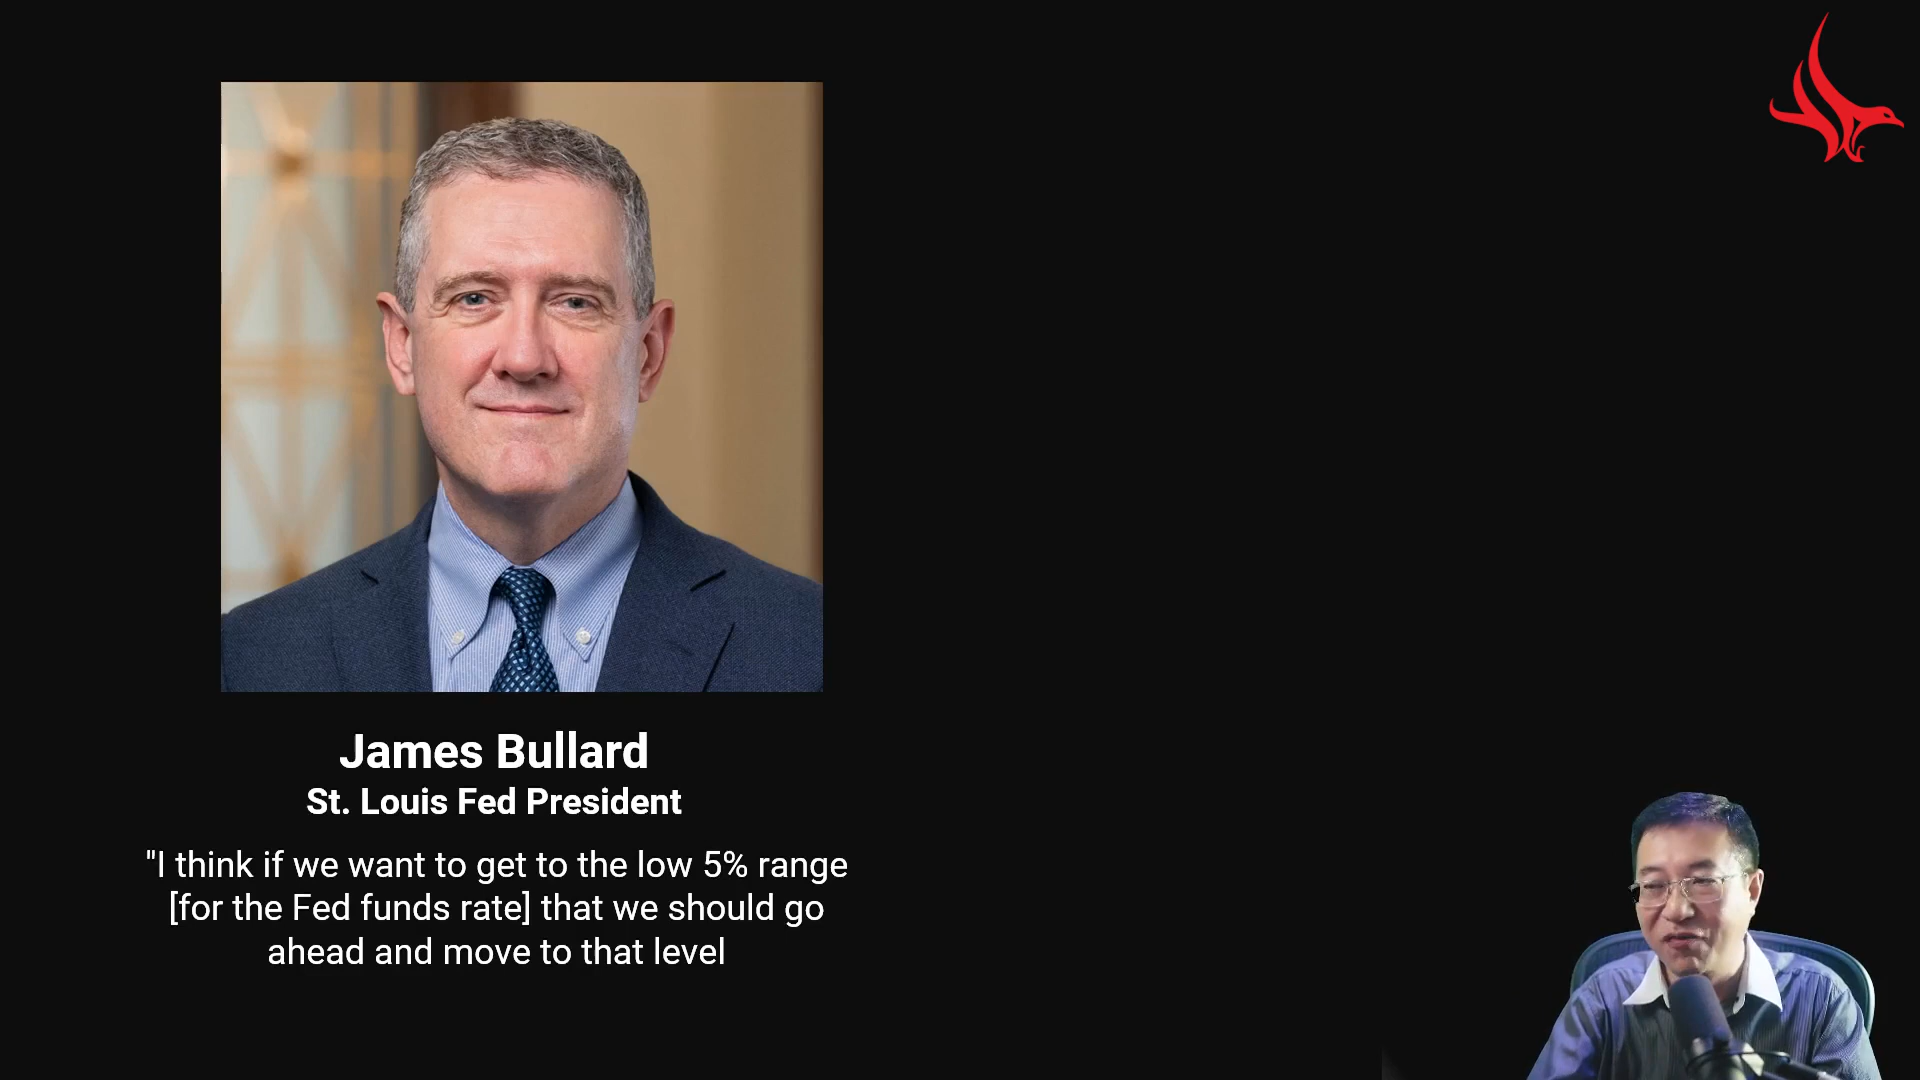 James Bullard
St. Louis Fed President
"I think if we want to get to the low 5% range
[for the Fed funds rate] that we should go
ahead and move to that level